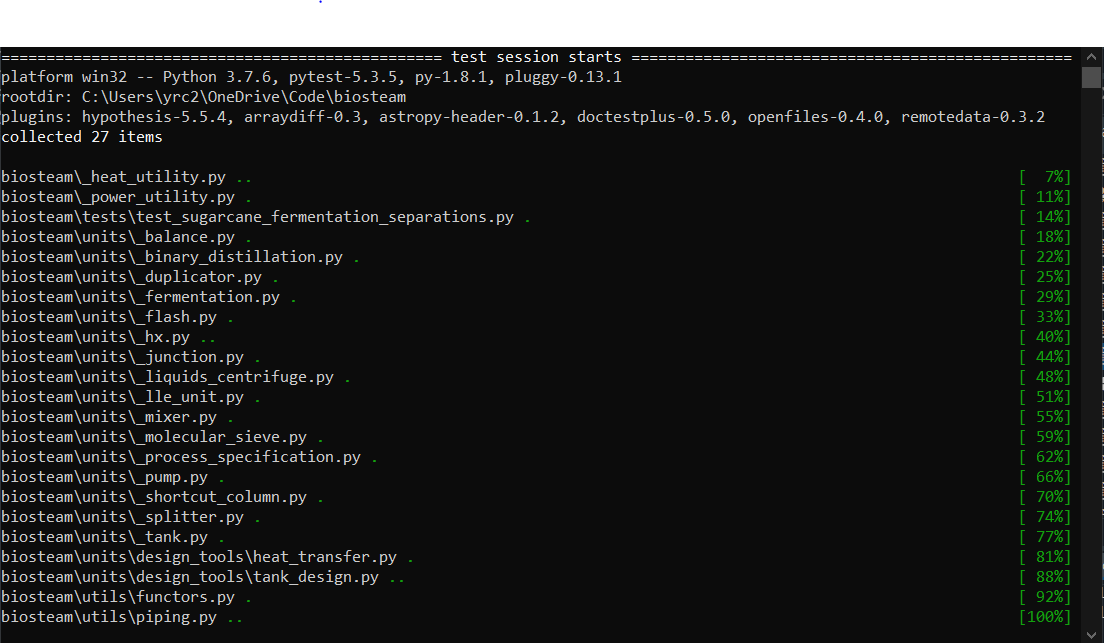 ================================================= test session starts =================================================
platform win32 -- Python 3.7.6, pytest-5.3.5, py-1.8.1, pluggy-0.13.1
rootdir: C:\Users\yrc2\OneDrive\Code\biosteam
plugins: hypothesis-5.5.4, arraydiff-0.3, astropy-header-0.1.2, doctestplus-0.5.0, openfiles-0.4.0, remotedata-0.3.2
collected 27 items
biosteam\_heat_utility.py .. [  7%]
biosteam\_power_utility.py . [ 11%]
biosteam\tests\test_sugarcane_fermentation_separations.py . [ 14%]
biosteam\units\_balance.py . [ 18%]
biosteam\units\_binary_distillation.py . [ 22%]
biosteam\units\_duplicator.py . [ 25%]
biosteam\units\_fermentation.py . [ 29%]
biosteam\units\_flash.py . [ 33%]
biosteam\units\_hx.py .. [ 40%]
biosteam\units\_junction.py . [ 44%]
biosteam\units\_liquids_centrifuge.py . [ 48%]
biosteam\units\_lle_unit.py . [ 51%]
biosteam\units\_mixer.py . [ 55%]
biosteam\units\_molecular_sieve.py . [ 59%]
biosteam\units\_process_specification.py . [ 62%]
biosteam\units\_pump.py . [ 66%]
biosteam\units\_shortcut_column.py . [ 70%]
biosteam\units\_splitter.py . [ 74%]
biosteam\units\_tank.py . [ 77%]
biosteam\units\design_tools\heat_transfer.py . [ 81%]
biosteam\units\design_tools\tank_design.py .. [ 88%]
biosteam\utils\functors.py . [ 92%]
biosteam\utils\piping.py .. [100%]